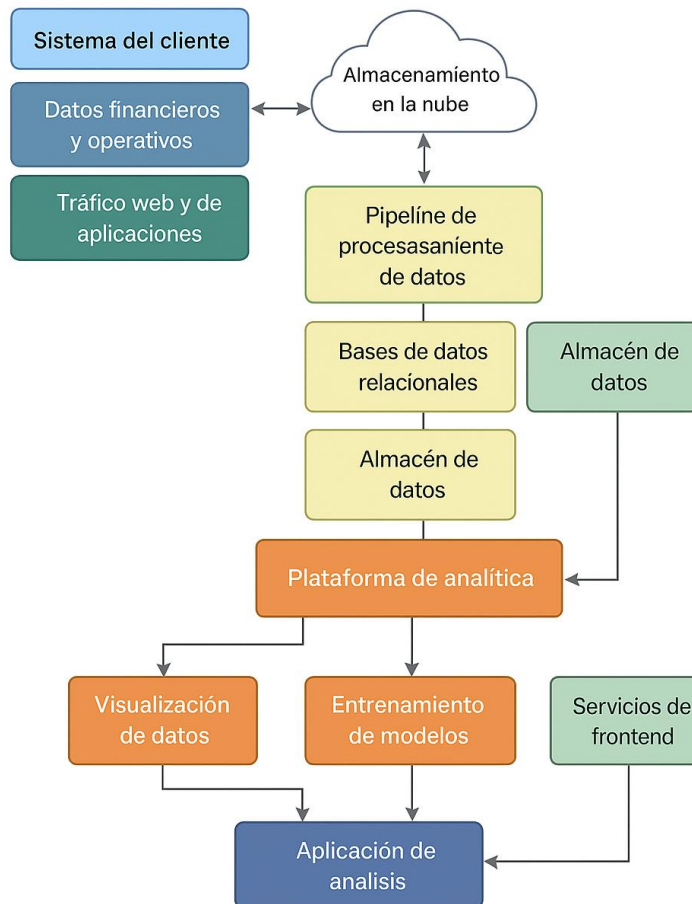 Sistema del cliente
Datos financieros
y operativos
Tráfico web y de
aplicaciones
Almacenamiento
en la nube
Pipelíne de
procesasaniente
de datos
Bases de datos
relacíonales
Almacén de
datos
Almacén de
datos
Plataforma de analítica
Visualización
de datos
Entrenamiento
de modelos
Servicios de
frontend
Aplicación de
analisis